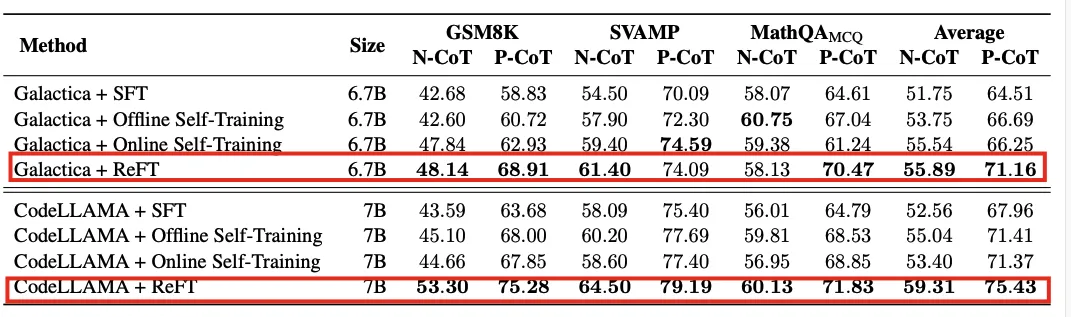 Method Size GSM8K SVAMP MathQA_MCQ Average
N-CoT P-CoT N-CoT P-CoT N-CoT P-CoT N-CoT P-CoT
Galactica + SFT 6.7B 42.68 58.83 54.50 70.09 58.07 64.61 51.75 64.51
Galactica + Offline Self-Training 6.7B 42.60 60.72 57.90 72.30 60.75 67.04 53.75 66.69
Galactica + Online Self-Training 6.7B 47.84 62.93 59.40 74.59 59.38 61.24 55.54 66.25
Galactica + ReFT 6.7B 48.14 68.91 61.40 74.09 58.13 70.47 55.89 71.16
CodeLLAMA + SFT 7B 43.59 63.68 58.09 75.40 56.01 64.79 52.56 67.96
CodeLLAMA + Offline Self-Training 7B 45.10 68.00 60.20 77.69 59.81 68.53 55.04 71.41
CodeLLAMA + Online Self-Training 7B 44.66 67.85 58.60 77.40 56.95 68.85 53.40 71.37
CodeLLAMA + ReFT 7B 53.30 75.28 64.50 79.19 60.13 71.83 59.31 75.43